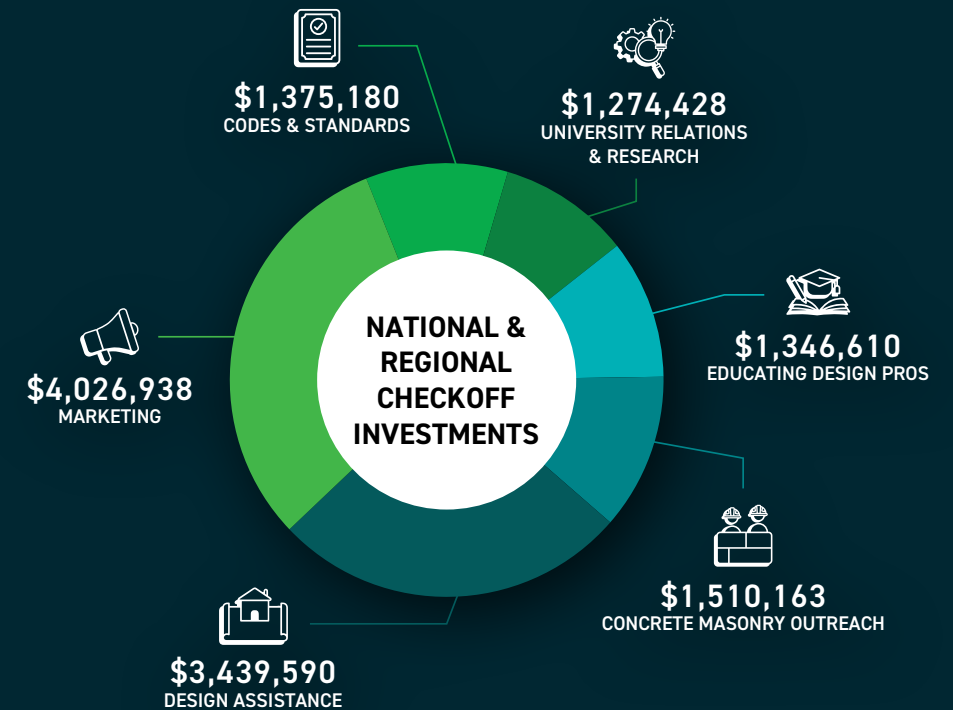 $1,375,180
CODES & STANDARDS
$1,274,428
UNIVERSITY RELATIONS
& RESEARCH
NATIONAL &
REGIONAL
CHECKOFF
INVESTMENTS
$4,026,938
MARKETING
$1,346,610
EDUCATING DESIGN PROS
$1,510,163
CONCRETE MASONRY OUTREACH
$3,439,590
DESIGN ASSISTANCE